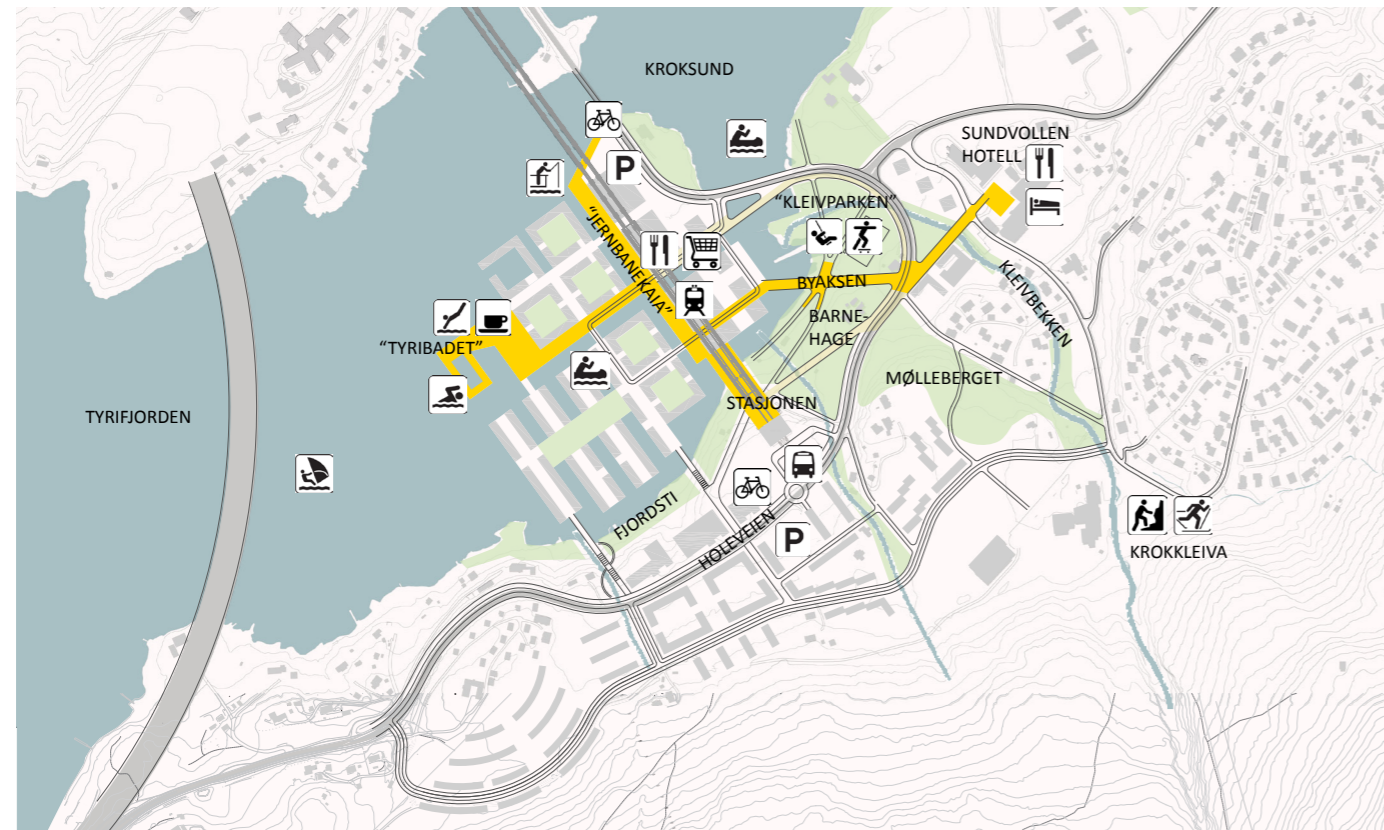 KROKSUND
SUNDVOLLEN
HOTELL
P
"KLEIVPARKEN"
"JERNBANEKAIA"
KLEIVBEKKEN
BYAKSEN
BARNE-
HAGE
"TYRIBADET"
MØLLEBERGET
STASJONEN
TYRIFJORDEN
FJORDSTI
HOLEVEIEN
P
KROKKLEIVA